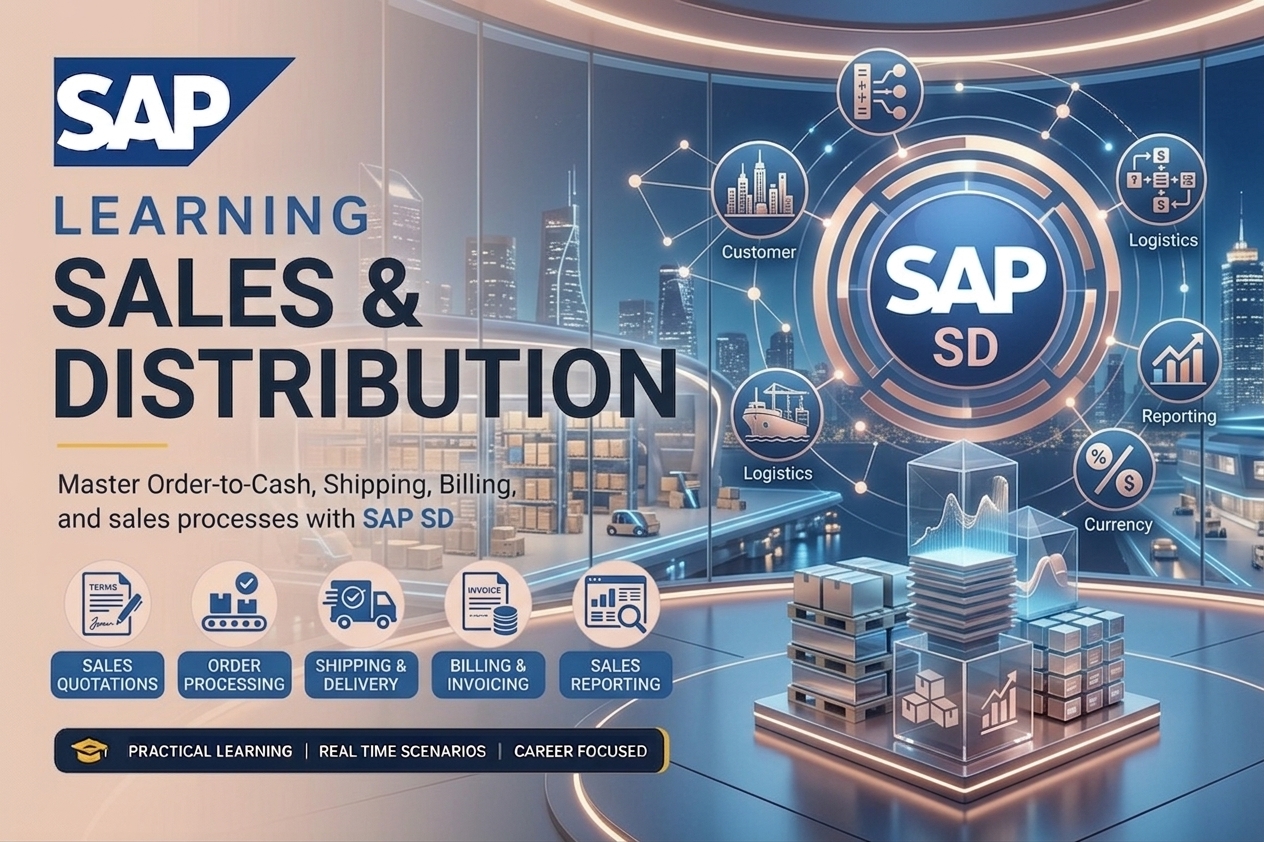 SAP
LEARNING
SALES &
DISTRIBUTION
Master Order-to-Cash, Shipping, Billing,
and sales processes with SAP SD
TERMS
INVOICE
SALES
QUOTATIONS
ORDER
PROCESSING
SHIPPING &
DELIVERY
BILLING &
INVOICING
SALES
REPORTING
PRACTICAL LEARNING | REAL TIME SCENARIOS | CAREER FOCUSED
SAP
SD
Customer
Logistics
Logistics
Reporting
% $
Currency